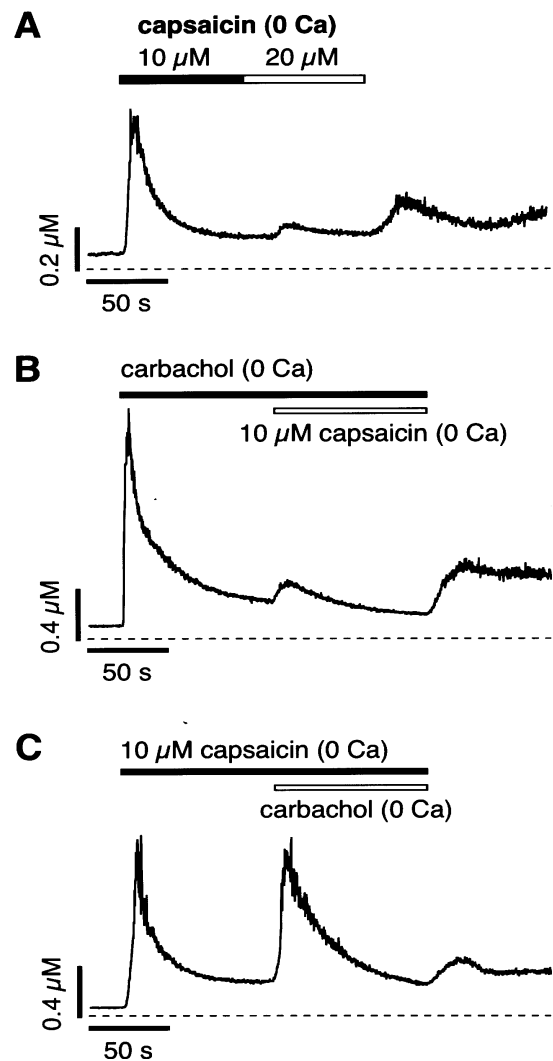 A
capsaicin (0 Ca)
10 µM 20 µM
0.2 µM
50 s
B
carbachol (0 Ca)
10 µM capsaicin (0 Ca)
0.4 µM
50 s
C
10 µM capsaicin (0 Ca)
carbachol (0 Ca)
0.4 µM
50 s